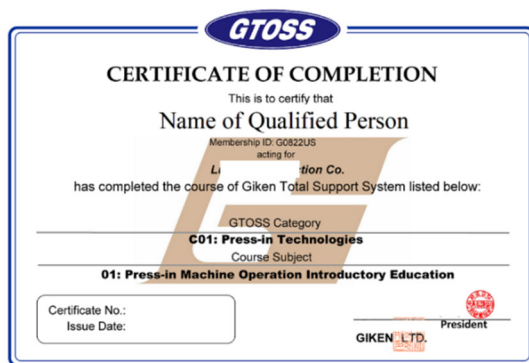 GTOSS
CERTIFICATE OF COMPLETION
This is to certify that
Name of Qualified Person
Membership ID: G0822US
acting for
Co.
has completed the course of Giken Total Support System listed below:
GTOSS Category
C01: Press-in Technologies
Course Subject
01: Press-in Machine Operation Introductory Education
Certificate No.:
Issue Date:
President
GIKEN LTD.